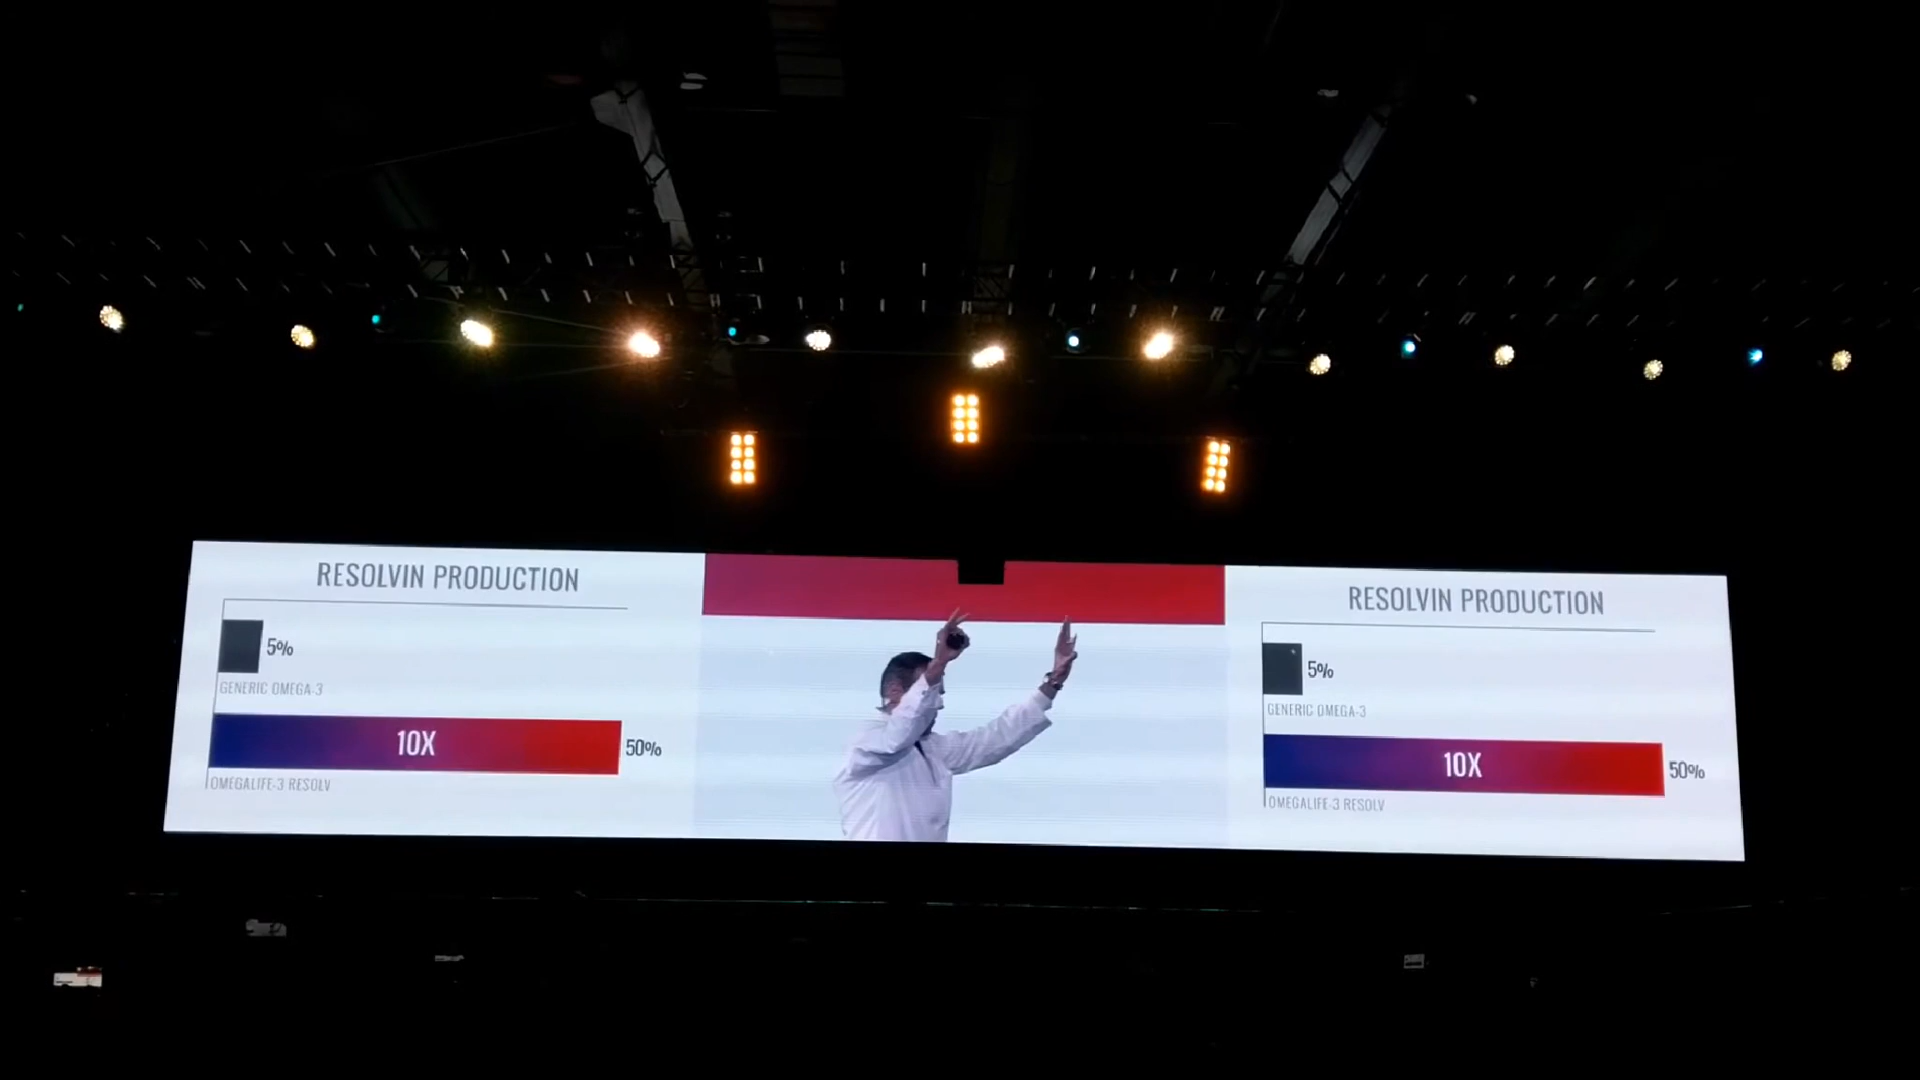 RESOLVIN PRODUCTION
5%
GENERIC OMEGA-3
10X
50%
OMEGALIFE-3 RESOLV
RESOLVIN PRODUCTION
5%
GENERIC OMEGA-3
10X
50%
OMEGALIFE-3 RESOLV